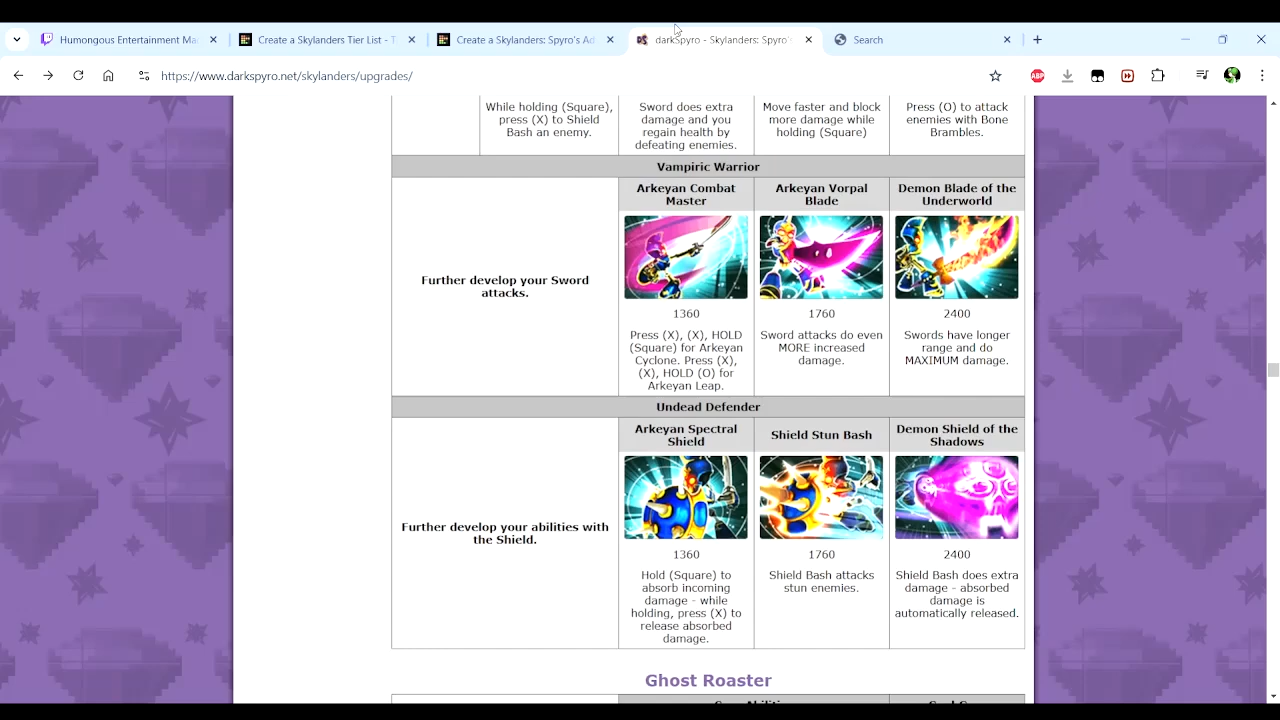 Humongous Entertainment Ma
Create a Skylanders Tier List - T
Create a Skylanders: Spyro's Ad
darkSpyro - Skylanders: Spyro'
Search
https://www.darkspyro.net/skylanders/upgrades/
ABP
While holding (Square),
press (X) to Shield
Bash an enemy.
Sword does extra
damage and you
regain health by
defeating enemies.
Move faster and block
more damage while
holding (Square)
Press (O) to attack
enemies with Bone
Brambles.
Vampiric Warrior
Further develop your Sword
attacks.
Arkeyan Combat
Master
1360
Press (X), (X), HOLD
(Square) for Arkeyan
Cyclone. Press (X),
(X), HOLD (O) for
Arkeyan Leap.
Arkeyan Vorpal
Blade
1760
Sword attacks do even
MORE increased
damage.
Demon Blade of the
Underworld
2400
Swords have longer
range and do
MAXIMUM damage.
Undead Defender
Further develop your abilities with
the Shield.
Arkeyan Spectral
Shield
1360
Hold (Square) to
absorb incoming
damage - while
holding, press (X) to
release absorbed
damage.
Shield Stun Bash
1760
Shield Bash attacks
stun enemies.
Demon Shield of the
Shadows
2400
Shield Bash does extra
damage - absorbed
damage is
automatically released.
Ghost Roaster